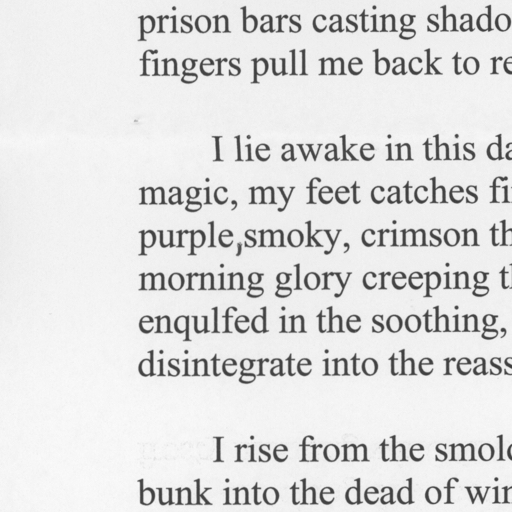 prison bars casting shado
fingers pull me back to re
I lie awake in this da
magic, my feet catches fi
purple,smoky, crimson th
morning glory creeping t
enqulfed in the soothing,
disintegrate into the reass
I rise from the smold
bunk into the dead of win